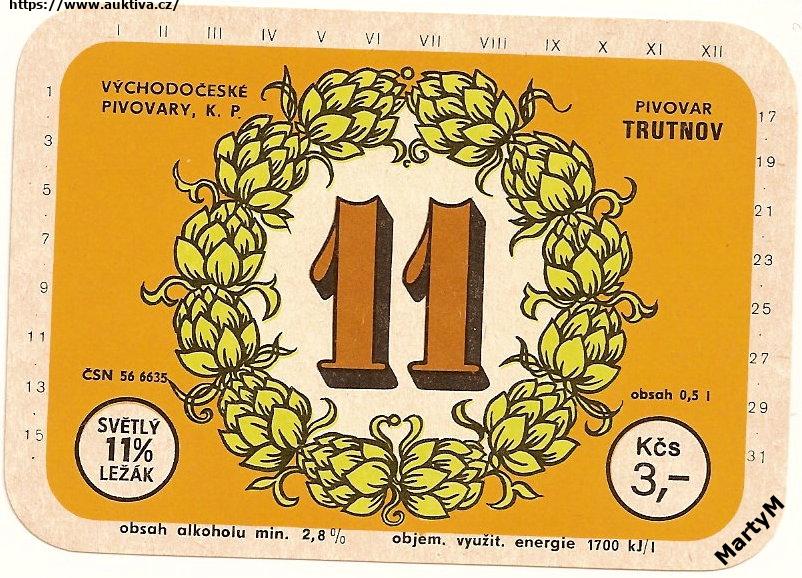 https://www.auktiva.cz/
I II III IV V VI VII VIII IX X XI XII
VÝCHODOČESKÉ
PIVOVARY, K. P.
PIVOVAR
TRUTNOV
1
·
3
·
5
·
7
·
9
·
11
·
13
·
15
·
17
·
19
·
21
·
23
·
25
·
27
·
29
·
31
11
ČSN 56 6635
SVĚTLÝ
11%
LEŽÁK
obsah 0,5 l
Kčs
3,-
obsah alkoholu min. 2,8% objem. využit. energie 1700 kJ/l
MartyM